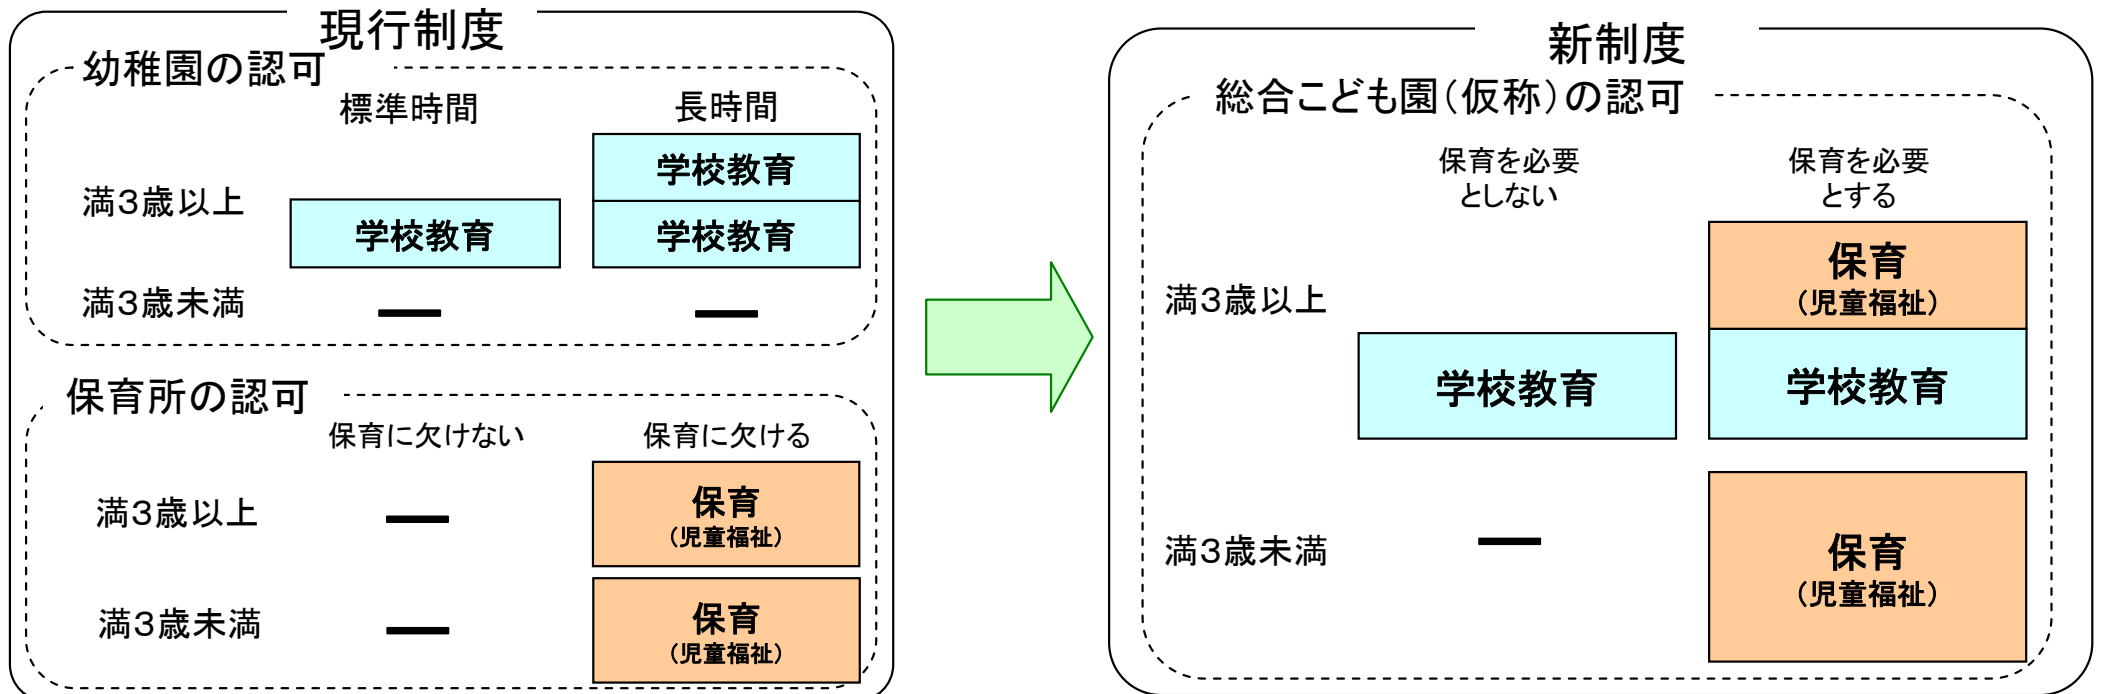 現行制度
幼稚園の認可
標準時間
長時間
満3歳以上
学校教育
学校教育
学校教育
満3歳未満
―
―
保育所の認可
保育に欠けない
保育に欠ける
満3歳以上
―
保育
(児童福祉)
満3歳未満
―
保育
(児童福祉)
新制度
総合こども園(仮称)の認可
保育を必要
としない
保育を必要
とする
満3歳以上
学校教育
保育
(児童福祉)
学校教育
満3歳未満
―
保育
(児童福祉)